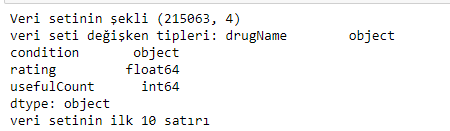 Veri setinin şekli (215063, 4)
veri seti değişken tipleri: drugName object
condition object
rating float64
usefulCount int64
dtype: object
veri setinin ilk 10 satırı